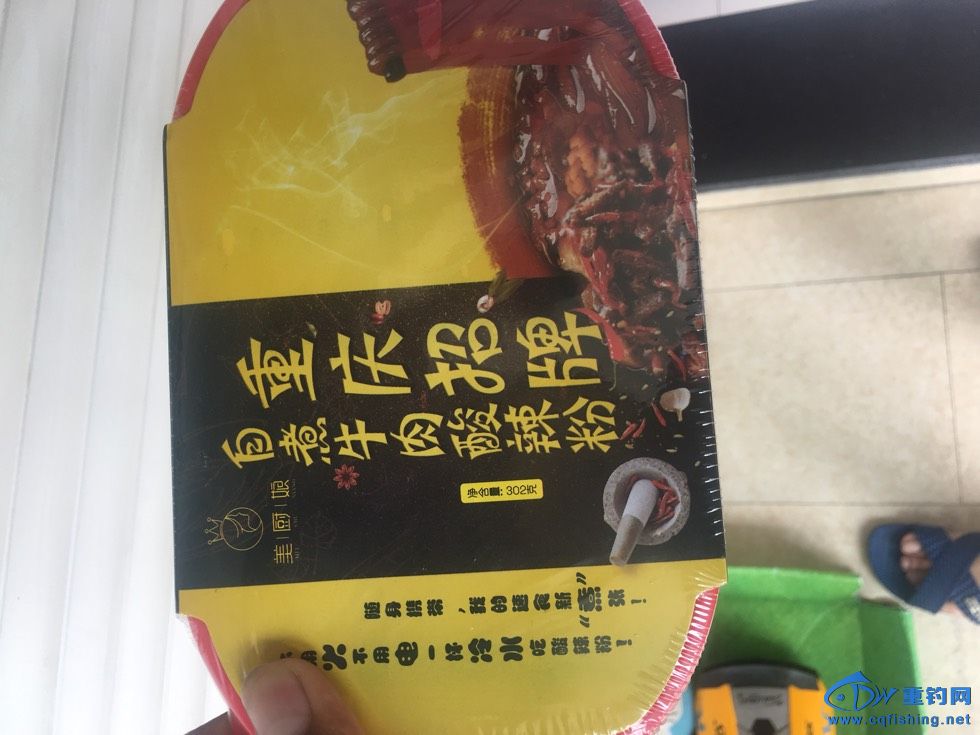 重庆招牌
自煮牛肉酸辣粉
净含量:302克
美厨娘
随身携带，我的速食新“煮”张！
不用火不用电一杯冷水吃酸辣粉！
重钓网
www.cqfishing.net